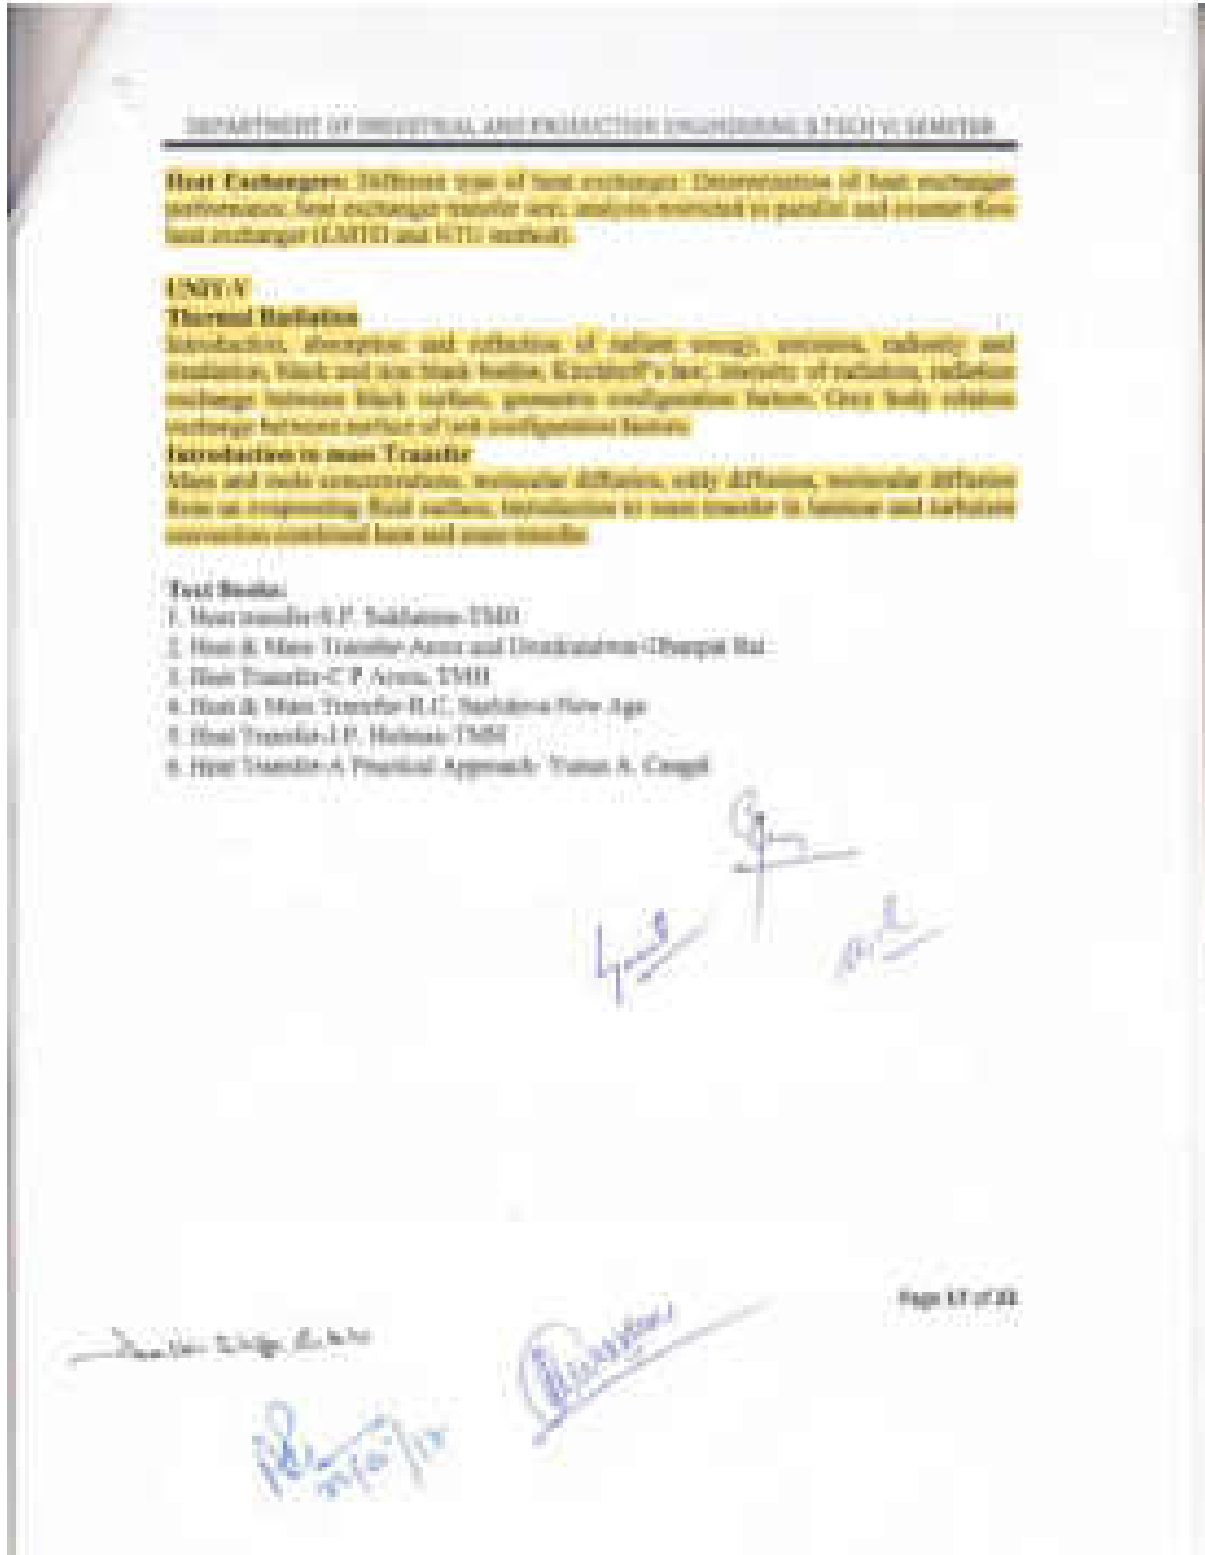 DEPARTMENT OF INDUSTRIAL AND PRODUCTION ENGINEERING B.TECH V SEMESTER
Heat Exchangers: Different type of heat exchanger. Determination of heat exchanger
performance, heat exchanger transfer unit, analysis restricted to parallel and counter flow
heat exchanger (LMTD and NTU method).
UNIT-V
Thermal Radiation
Introduction, absorption and reflection of radiant energy, emission, radiosity and
irradiation, black and non black bodies, Kirchhoff's law, intensity of radiation, radiation
exchange between black surface, geometric configuration factors, Grey body relation
exchange between surface of unit configuration factors.
Introduction to mass Transfer
Mass and mole concentrations, molecular diffusion, eddy diffusion, molecular diffusion
from an evaporating fluid surface, Introduction to mass transfer in laminar and turbulent
convection combined heat and mass transfer.
Text Books:
1. Heat transfer-S.P. Sukhatme-TMH
2. Heat & Mass Transfer-Arora and Domkundwar-Dhanpat Rai
3. Heat Transfer-C P Arora, TMH
4. Heat & Mass Transfer-R.C. Sachdeva-New Age
5. Heat Transfer-J.P. Holman-TMH
6. Heat Transfer-A Practical Approach- Yunus A. Cengel
Page 17 of